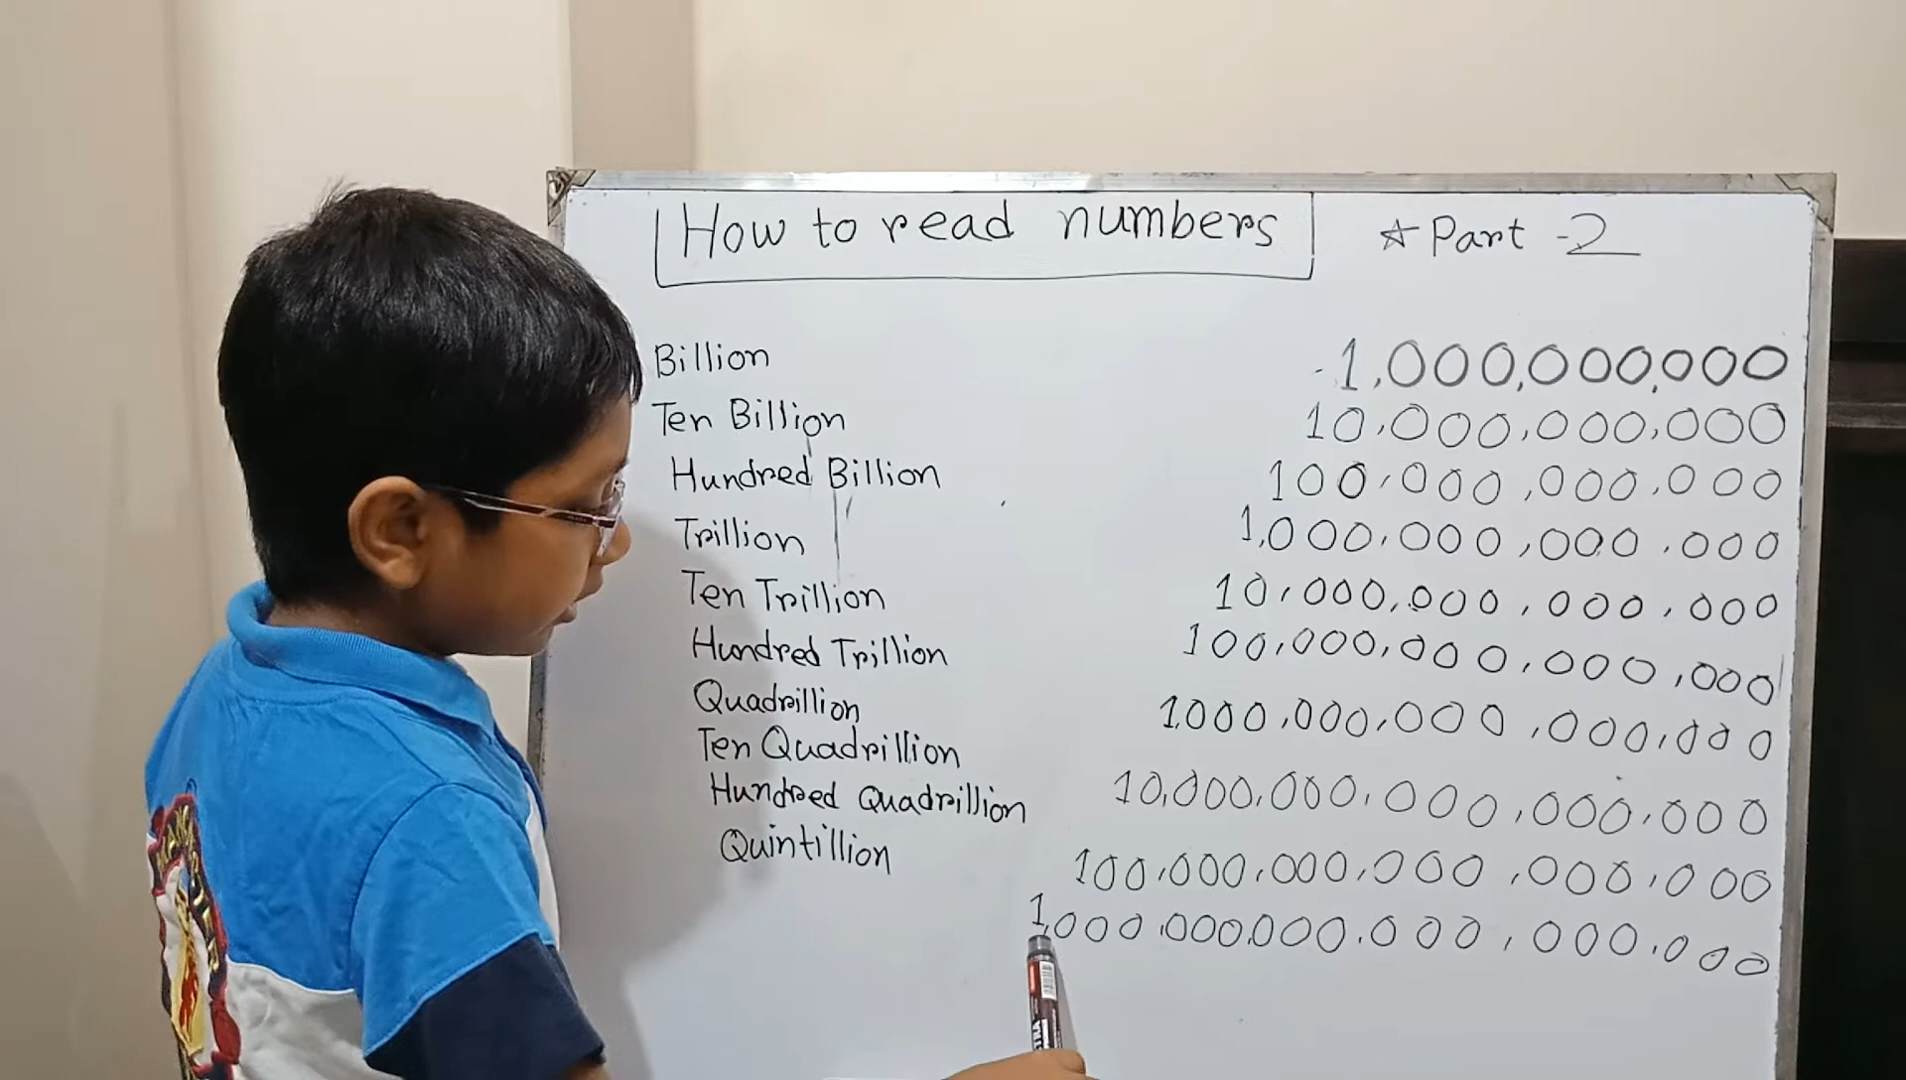 How to read numbers ☆ Part -2
Billion 1,000,000,000
Ten Billion 10,000,000,000
Hundred Billion 100,000,000,000
Trillion 1,000,000,000,000
Ten Trillion 10,000,000,000,000
Hundred Trillion 100,000,000,000,000
Quadrillion 1000,000,000,000,000
Ten Quadrillion 10,000,000,000,000,000
Hundred Quadrillion 100,000,000,000,000,000
Quintillion 1,000,000,000,000,000,000